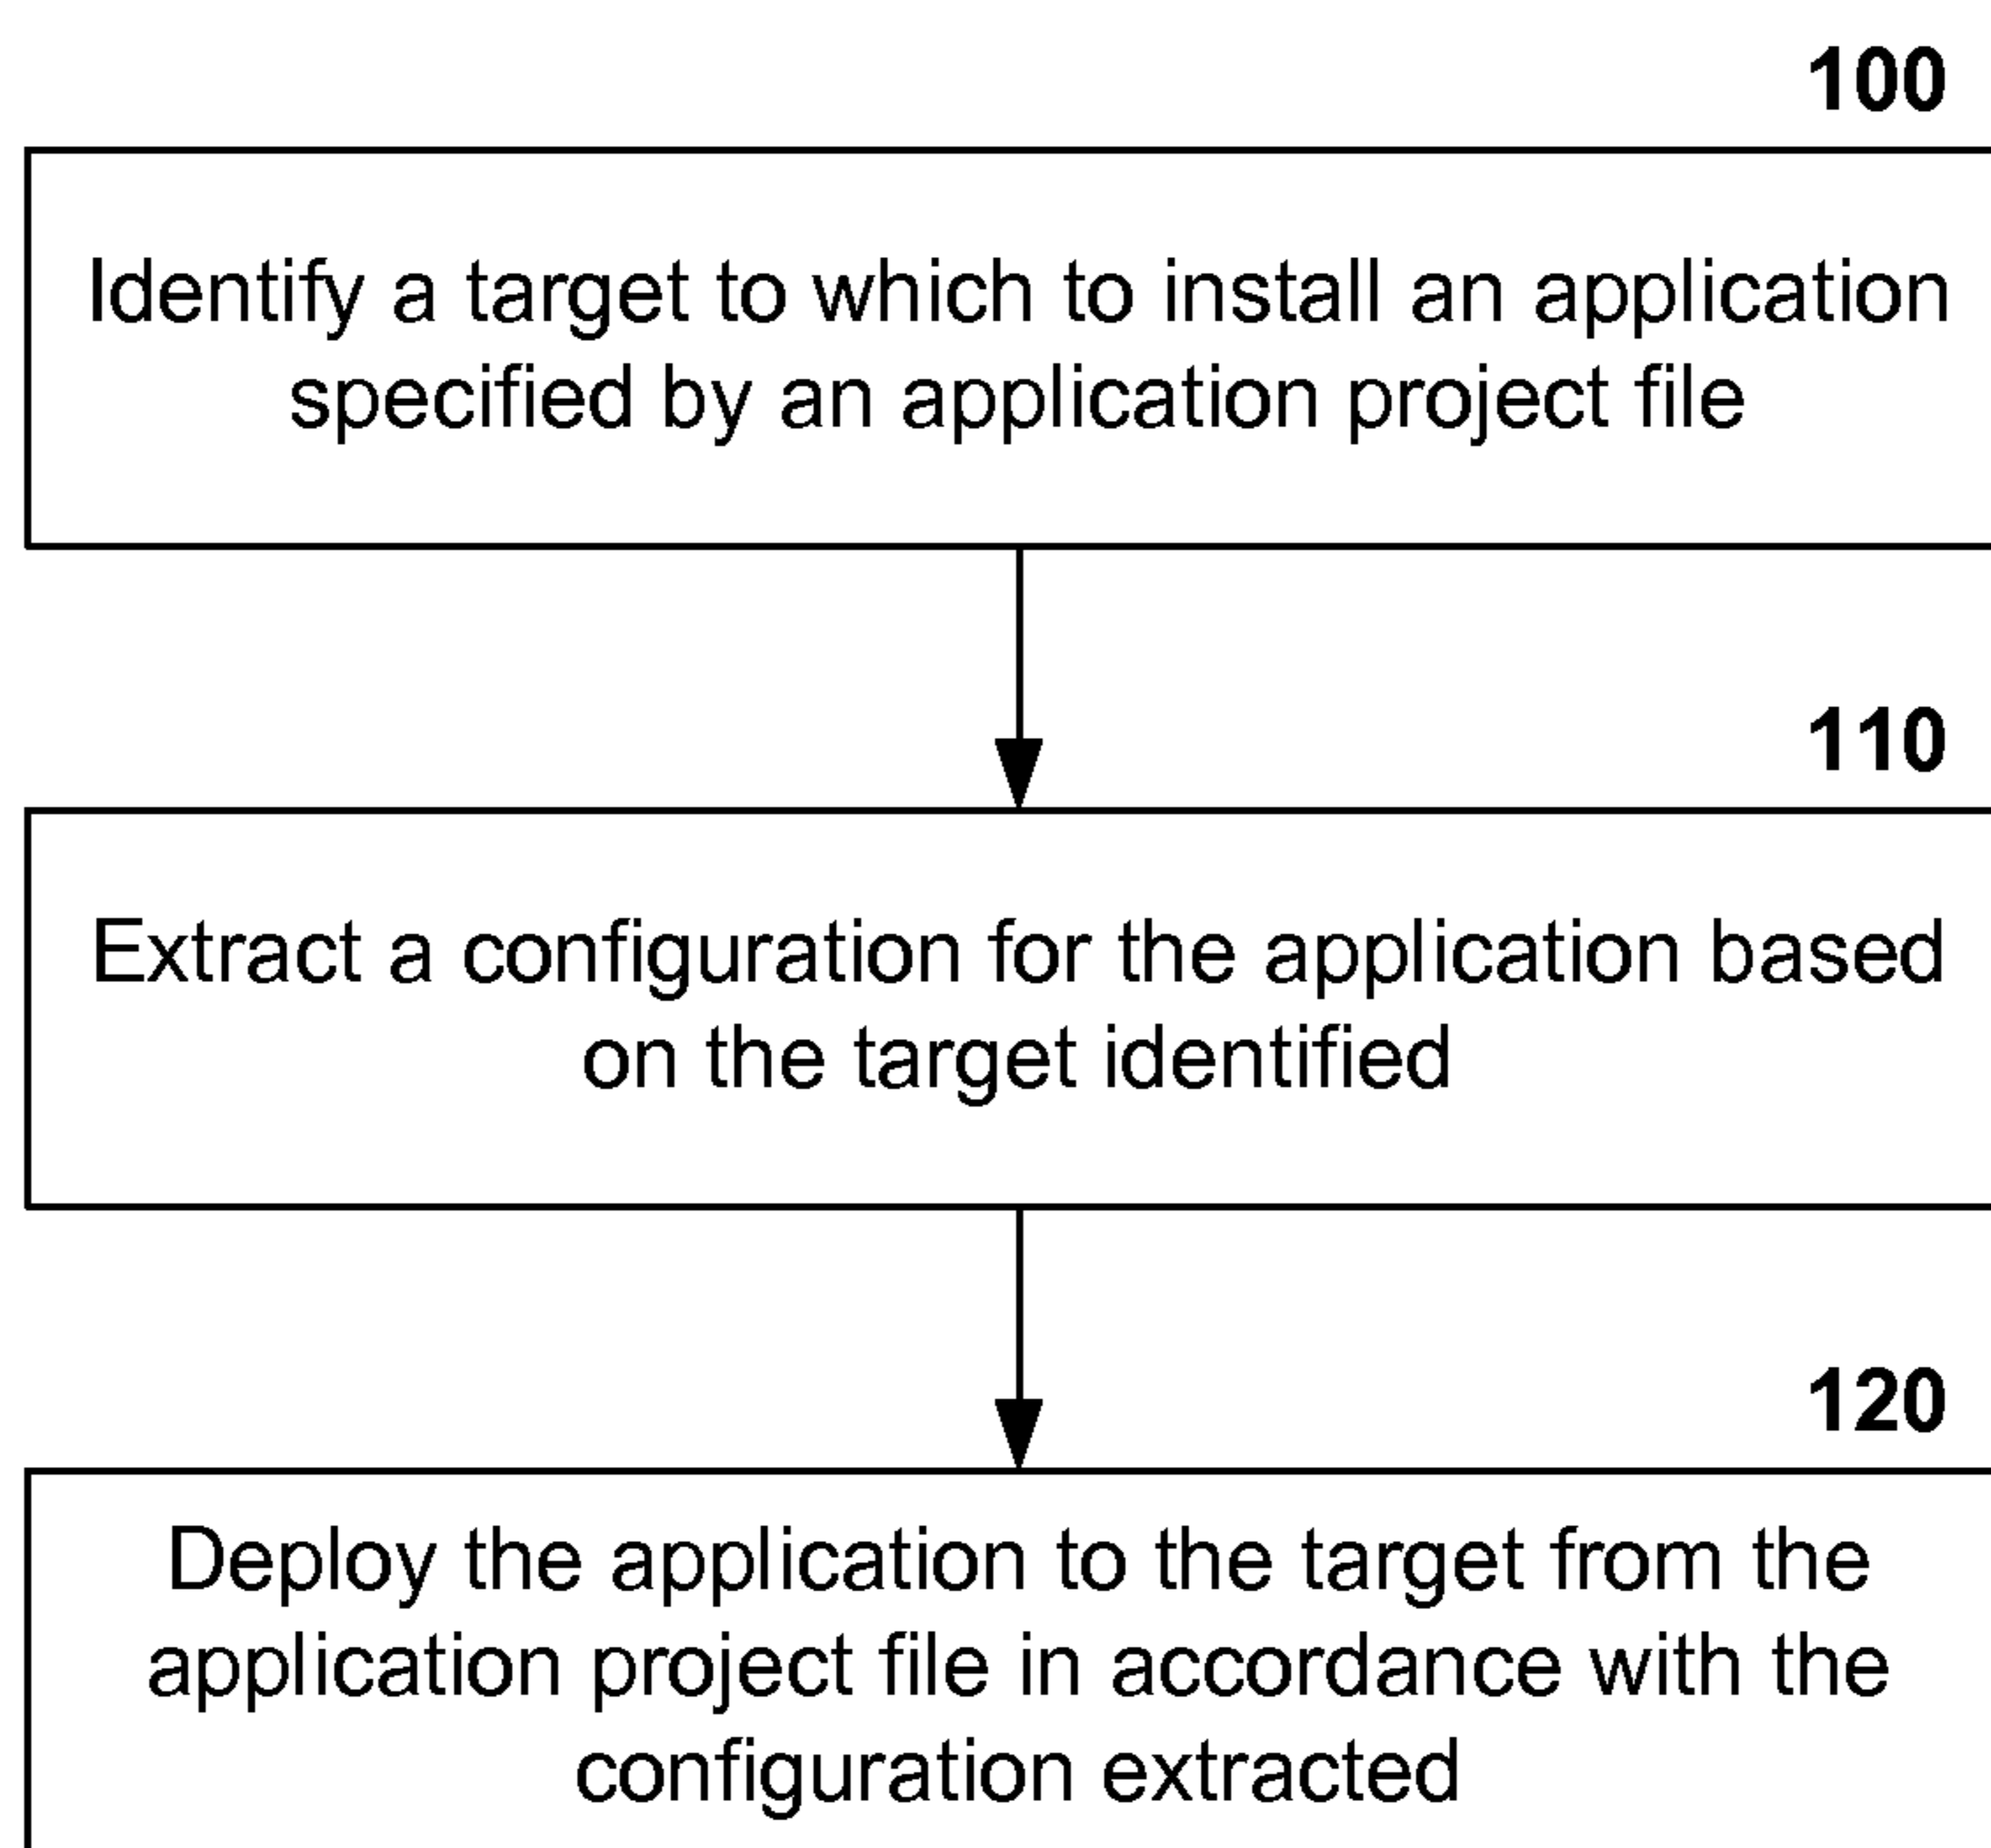 100
Identify a target to which to install an application
specified by an application project file
110
Extract a configuration for the application based
on the target identified
120
Deploy the application to the target from the
application project file in accordance with the
configuration extracted